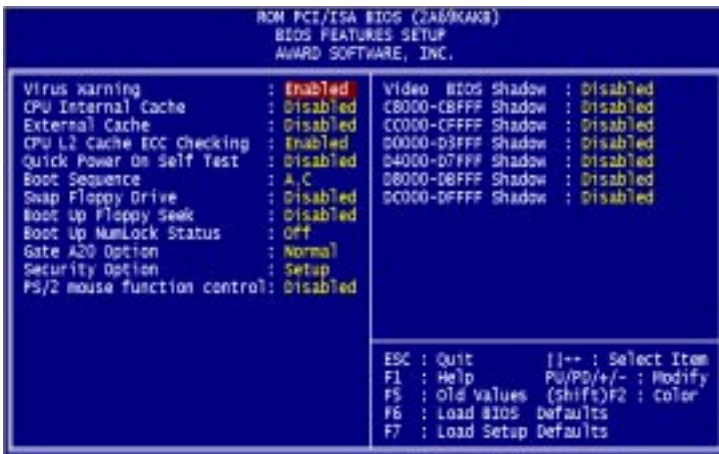 ROM PCI/ISA BIOS (2A69KAKB)
BIOS FEATURES SETUP
AWARD SOFTWARE, INC.
Virus Warning : Enabled
CPU Internal Cache : Disabled
External Cache : Disabled
CPU L2 Cache ECC Checking : Enabled
Quick Power On Self Test : Disabled
Boot Sequence : A,C
Swap Floppy Drive : Disabled
Boot Up Floppy Seek : Disabled
Boot Up NumLock Status : Off
Gate A20 Option : Normal
Security Option : Setup
PS/2 mouse function control: Disabled
Video BIOS Shadow : Disabled
C8000-CBFFF Shadow : Disabled
CC000-CFFFF Shadow : Disabled
D0000-D3FFF Shadow : Disabled
D4000-D7FFF Shadow : Disabled
D8000-DBFFF Shadow : Disabled
DC000-DFFFF Shadow : Disabled
ESC : Quit : Select Item
F1 : Help PU/PD/+/- : Modify
F5 : Old Values (Shift)F2 : Color
F6 : Load BIOS Defaults
F7 : Load Setup Defaults